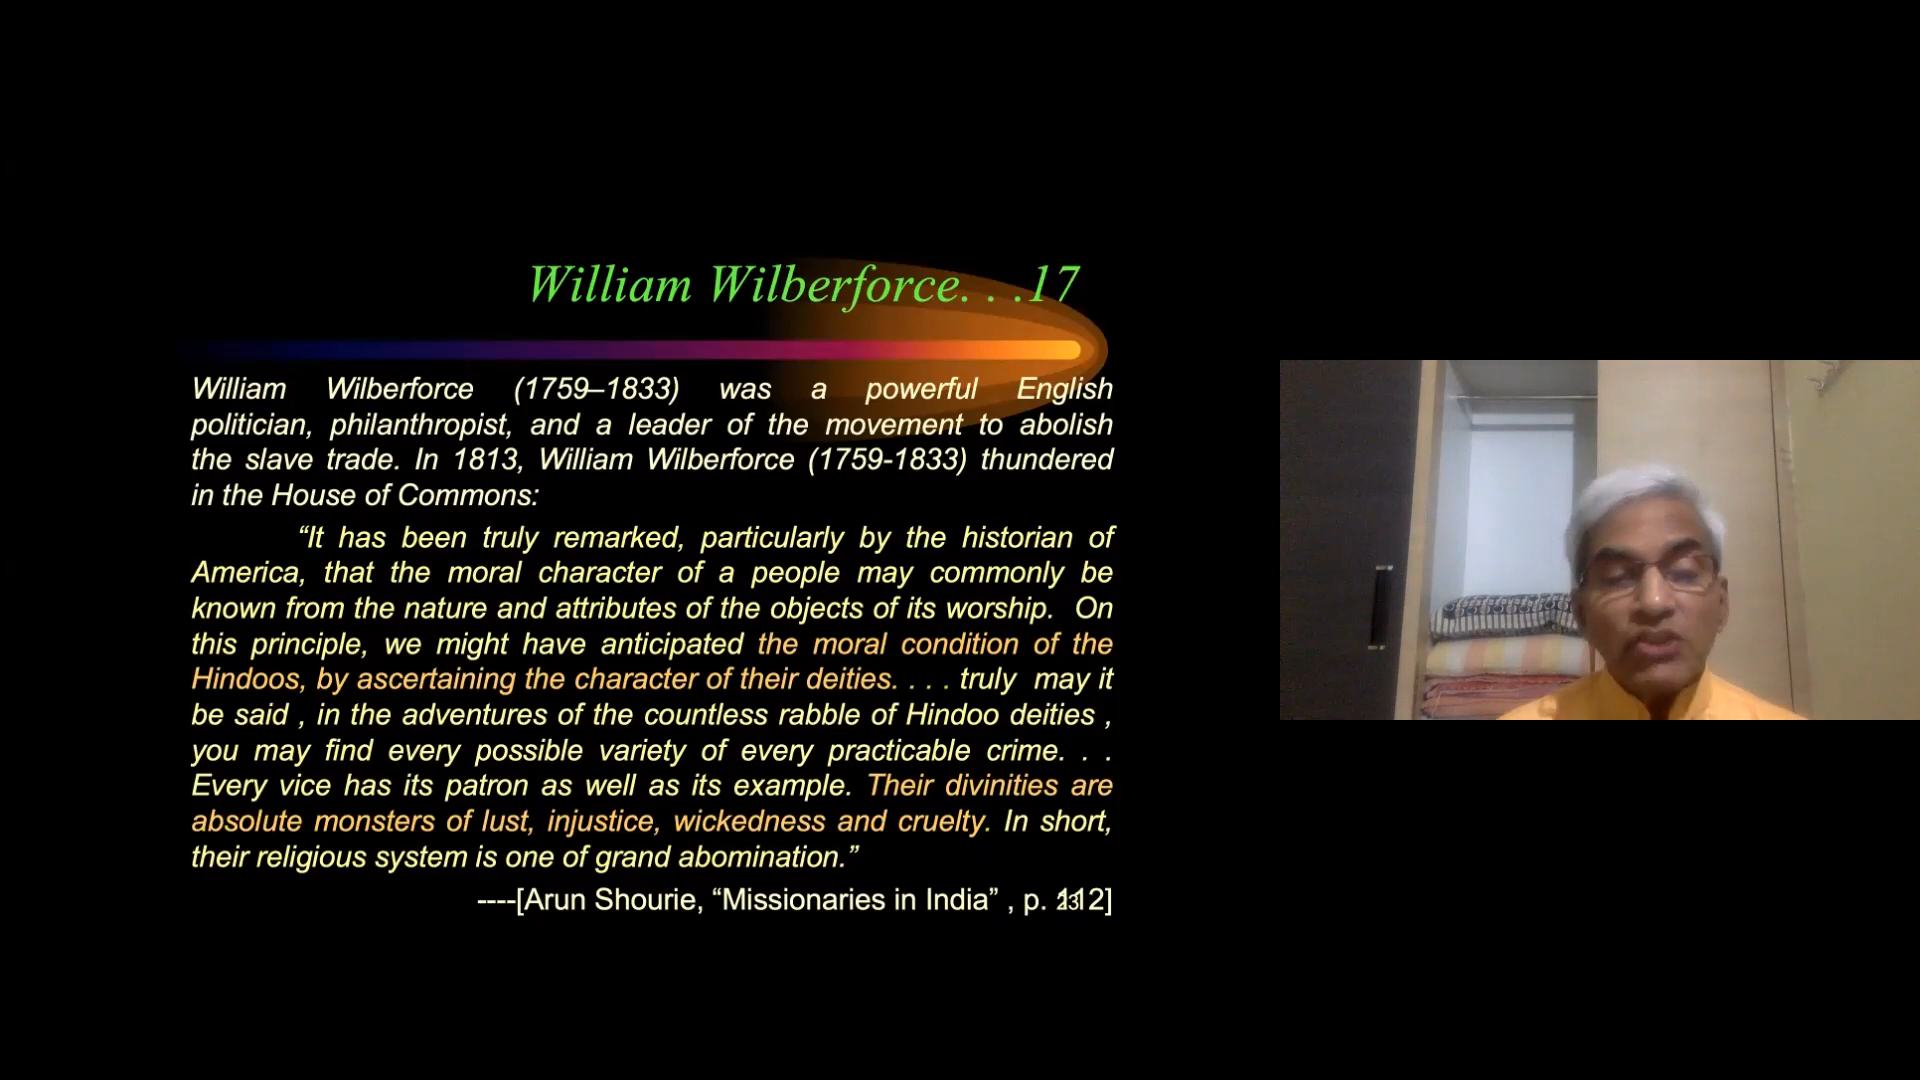 William Wilberforce. . .17
William Wilberforce (1759–1833) was a powerful English
politician, philanthropist, and a leader of the movement to abolish
the slave trade. In 1813, William Wilberforce (1759-1833) thundered
in the House of Commons:
“It has been truly remarked, particularly by the historian of
America, that the moral character of a people may commonly be
known from the nature and attributes of the objects of its worship. On
this principle, we might have anticipated the moral condition of the
Hindoos, by ascertaining the character of their deities. . . . truly may it
be said , in the adventures of the countless rabble of Hindoo deities ,
you may find every possible variety of every practicable crime. . .
Every vice has its patron as well as its example. Their divinities are
absolute monsters of lust, injustice, wickedness and cruelty. In short,
their religious system is one of grand abomination.”
----[Arun Shourie, “Missionaries in India” , p.